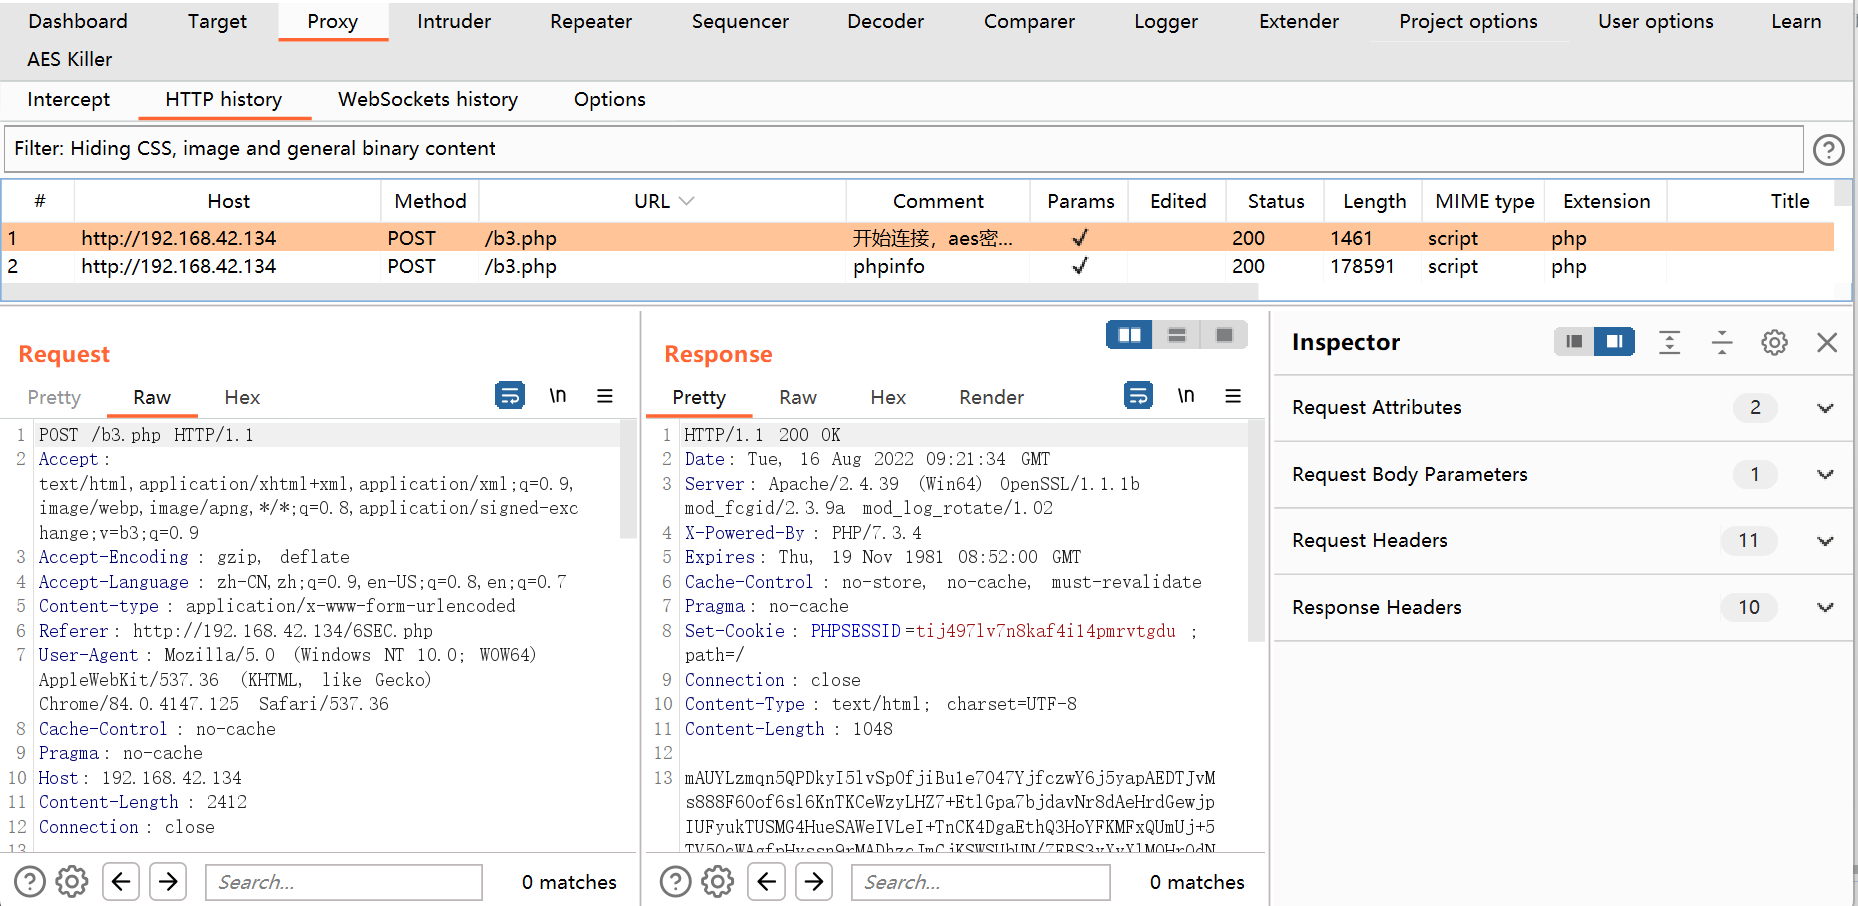 Dashboard Target Proxy Intruder Repeater Sequencer Decoder Comparer Logger Extender Project options User options Learn
AES Killer
Intercept HTTP history WebSockets history Options
Filter: Hiding CSS, image and general binary content
# Host Method URL Comment Params Edited Status Length MIME type Extension Title
1 http://192.168.42.134 POST /b3.php 开始连接，aes密... ✓ 200 1461 script php
2 http://192.168.42.134 POST /b3.php phpinfo ✓ 200 178591 script php
Request
Pretty Raw Hex \n
1 POST /b3.php HTTP/1.1
2 Accept:
text/html,application/xhtml+xml,application/xml;q=0.9,
image/webp,image/apng,*/*;q=0.8,application/signed-exc
hange;v=b3;q=0.9
3 Accept-Encoding: gzip, deflate
4 Accept-Language: zh-CN,zh;q=0.9,en-US;q=0.8,en;q=0.7
5 Content-type: application/x-www-form-urlencoded
6 Referer: http://192.168.42.134/6SEC.php
7 User-Agent: Mozilla/5.0 (Windows NT 10.0; WOW64)
AppleWebKit/537.36 (KHTML, like Gecko)
Chrome/84.0.4147.125 Safari/537.36
8 Cache-Control: no-cache
9 Pragma: no-cache
10 Host: 192.168.42.134
11 Content-Length: 2412
12 Connection: close
13
Search... 0 matches
Response
Pretty Raw Hex Render \n
1 HTTP/1.1 200 OK
2 Date: Tue, 16 Aug 2022 09:21:34 GMT
3 Server: Apache/2.4.39 (Win64) OpenSSL/1.1.1b
mod_fcgid/2.3.9a mod_log_rotate/1.02
4 X-Powered-By: PHP/7.3.4
5 Expires: Thu, 19 Nov 1981 08:52:00 GMT
6 Cache-Control: no-store, no-cache, must-revalidate
7 Pragma: no-cache
8 Set-Cookie: PHPSESSID=tij497lv7n8kaf4i14pmrvtgdu;
path=/
9 Connection: close
10 Content-Type: text/html; charset=UTF-8
11 Content-Length: 1048
12
13 mAUYLzmqn5QPDkyI5lvSpOfjiBu1e7O47YjfczwY6j5yapAEDTJvM
s888F6Oof6sl6KnTKCeWzyLHZ7+EtlGpa7bjdavNr8dAeHrdGewjp
IUFyukTUSMG4HueSAWeIVLeI+TnCK4DgaEthQ3HoYFKMFxQUmUj+5
Search... 0 matches
Inspector
Request Attributes 2
Request Body Parameters 1
Request Headers 11
Response Headers 10